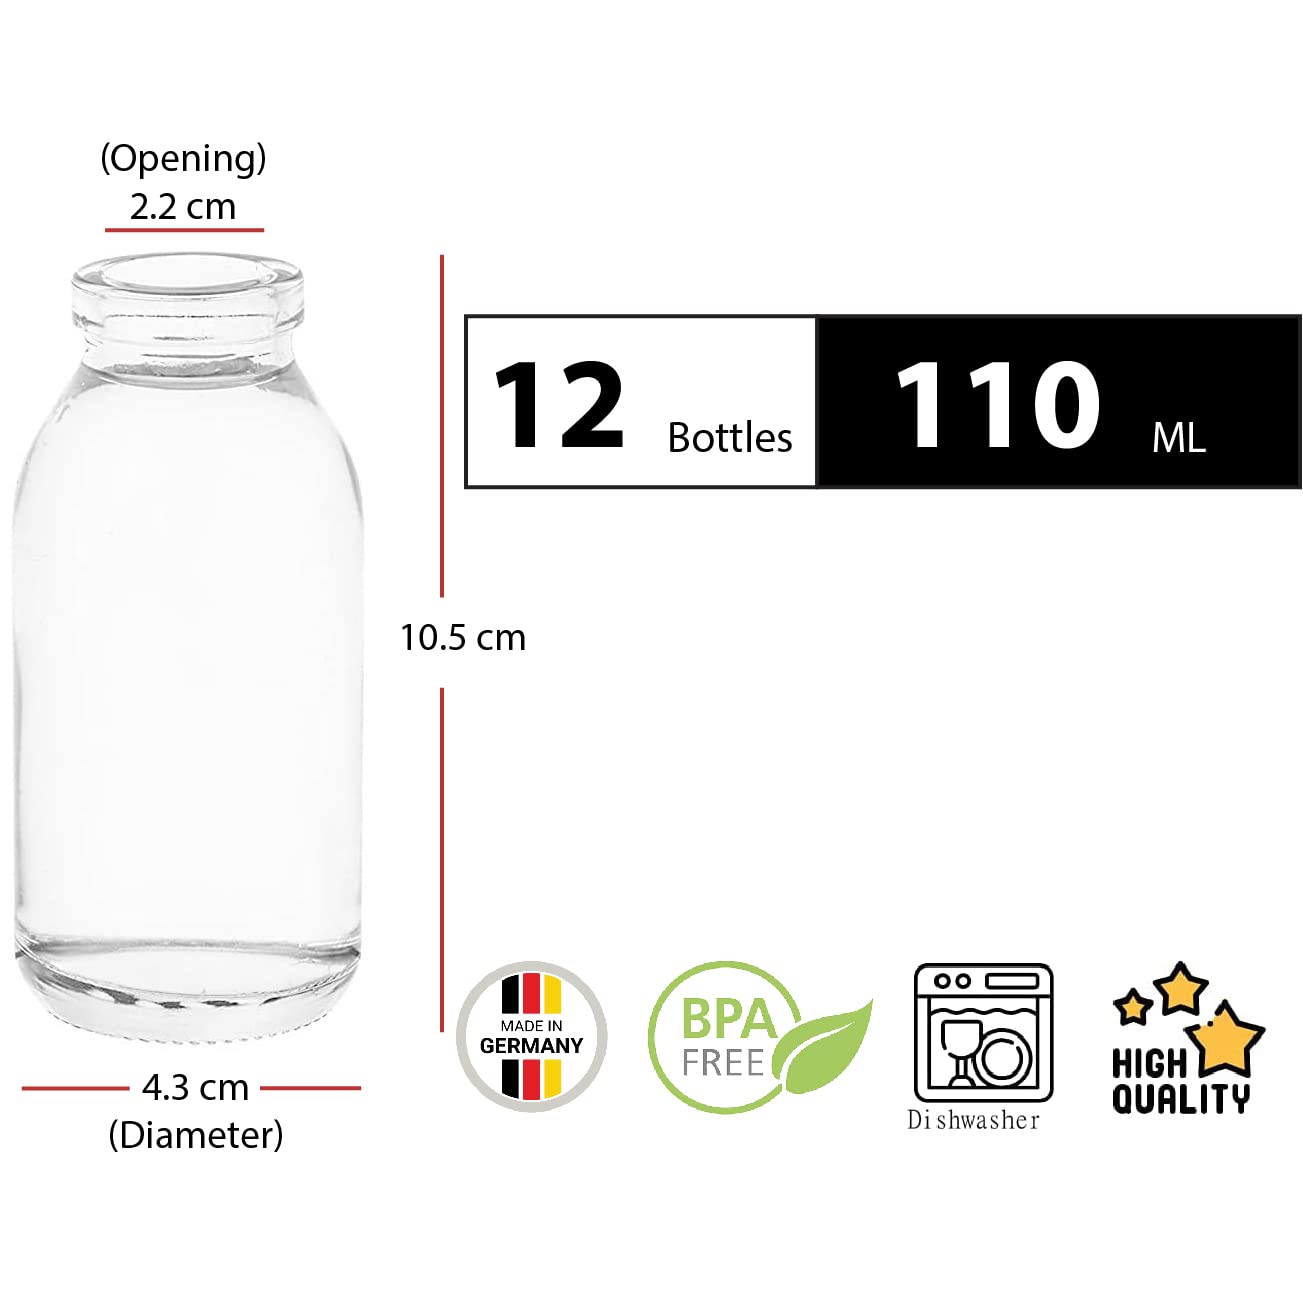 (Opening)
2.2 cm
12 Bottles 110 ML
10.5 cm
4.3 cm
(Diameter)
MADE IN
GERMANY
BPA
FREE
Dishwasher
HIGH
QUALITY